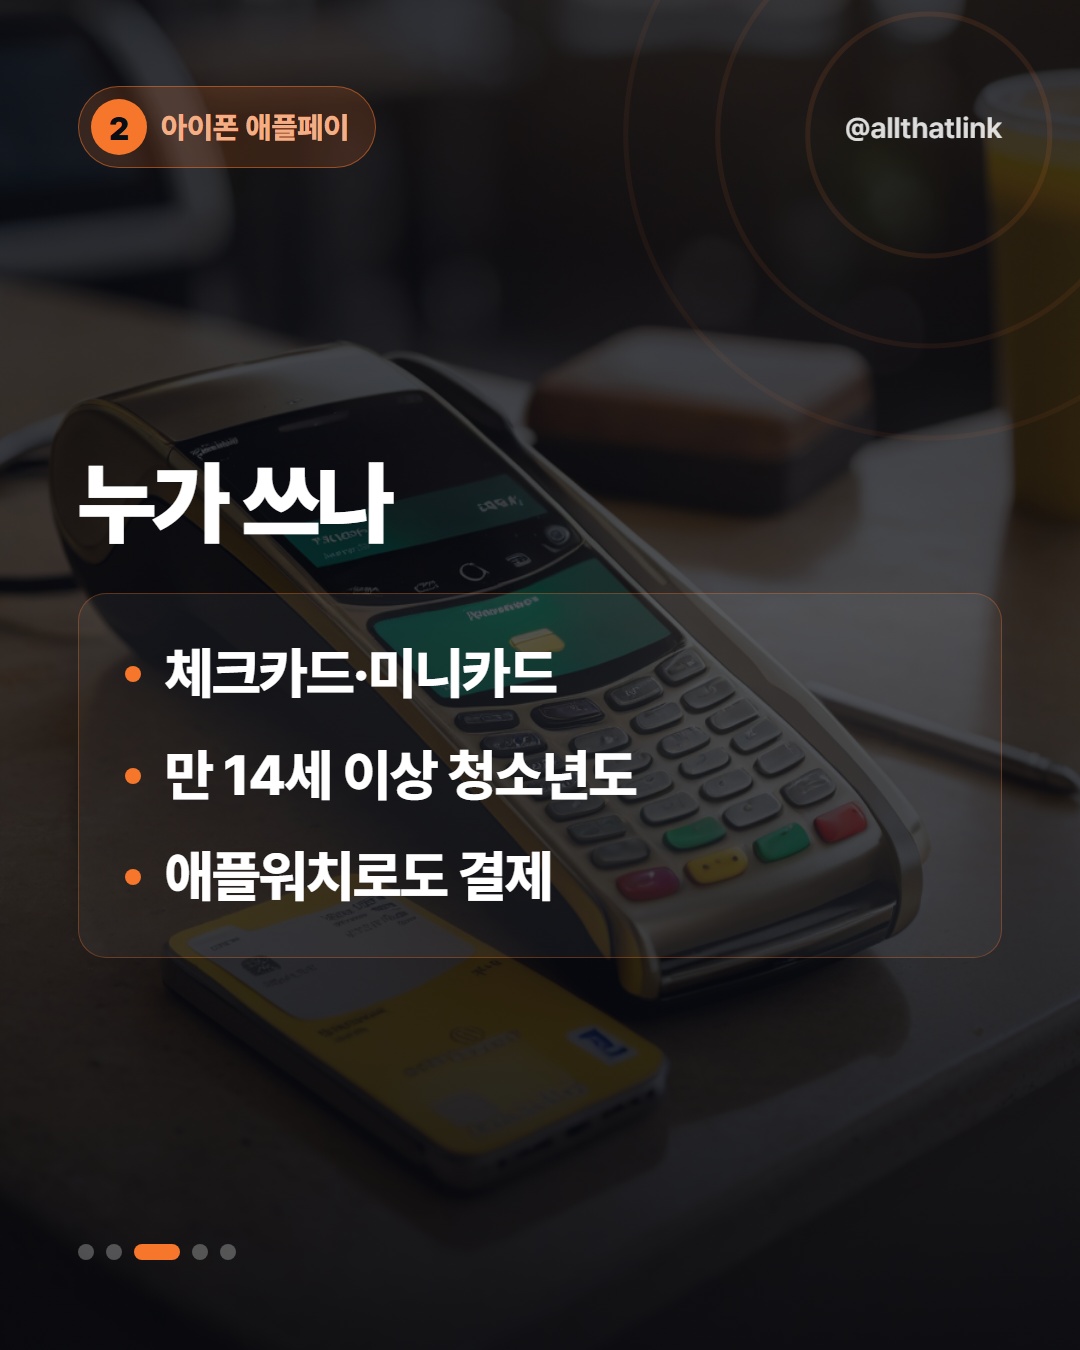 2 아이폰 애플페이
@allthatlink
누가 쓰나
• 체크카드·미니카드
• 만 14세 이상 청소년도
• 애플워치로도 결제